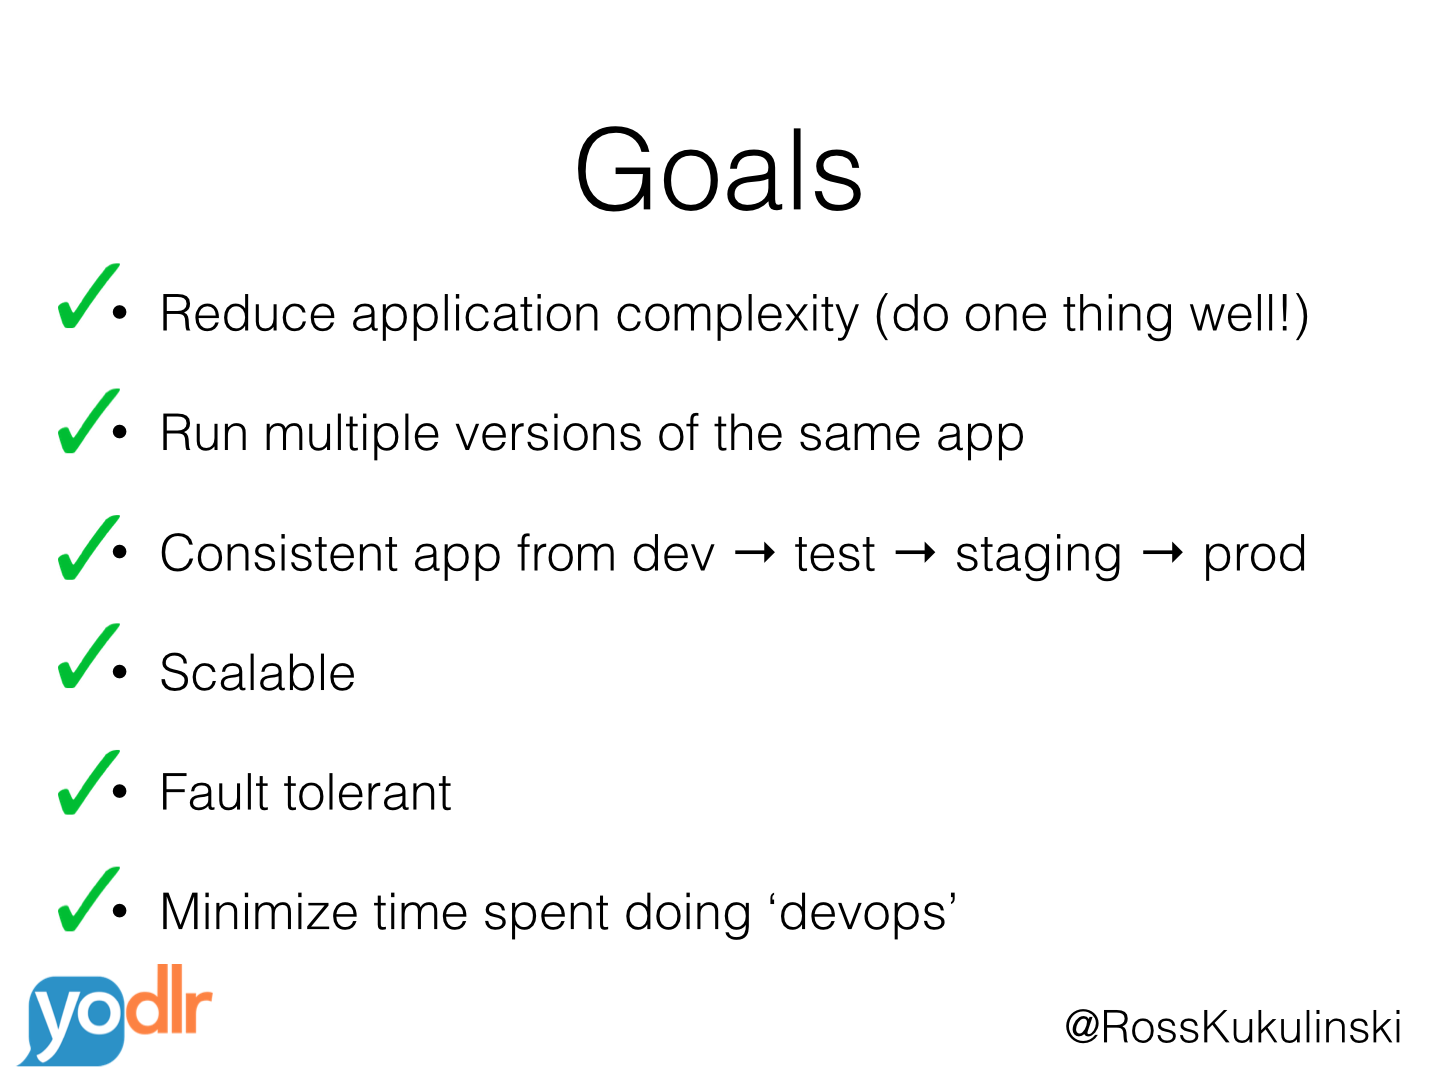 Goals
✓• Reduce application complexity (do one thing well!)
✓• Run multiple versions of the same app
✓• Consistent app from dev → test → staging → prod
✓• Scalable
✓• Fault tolerant
✓• Minimize time spent doing ‘devops’
yodlr
@RossKukulinski